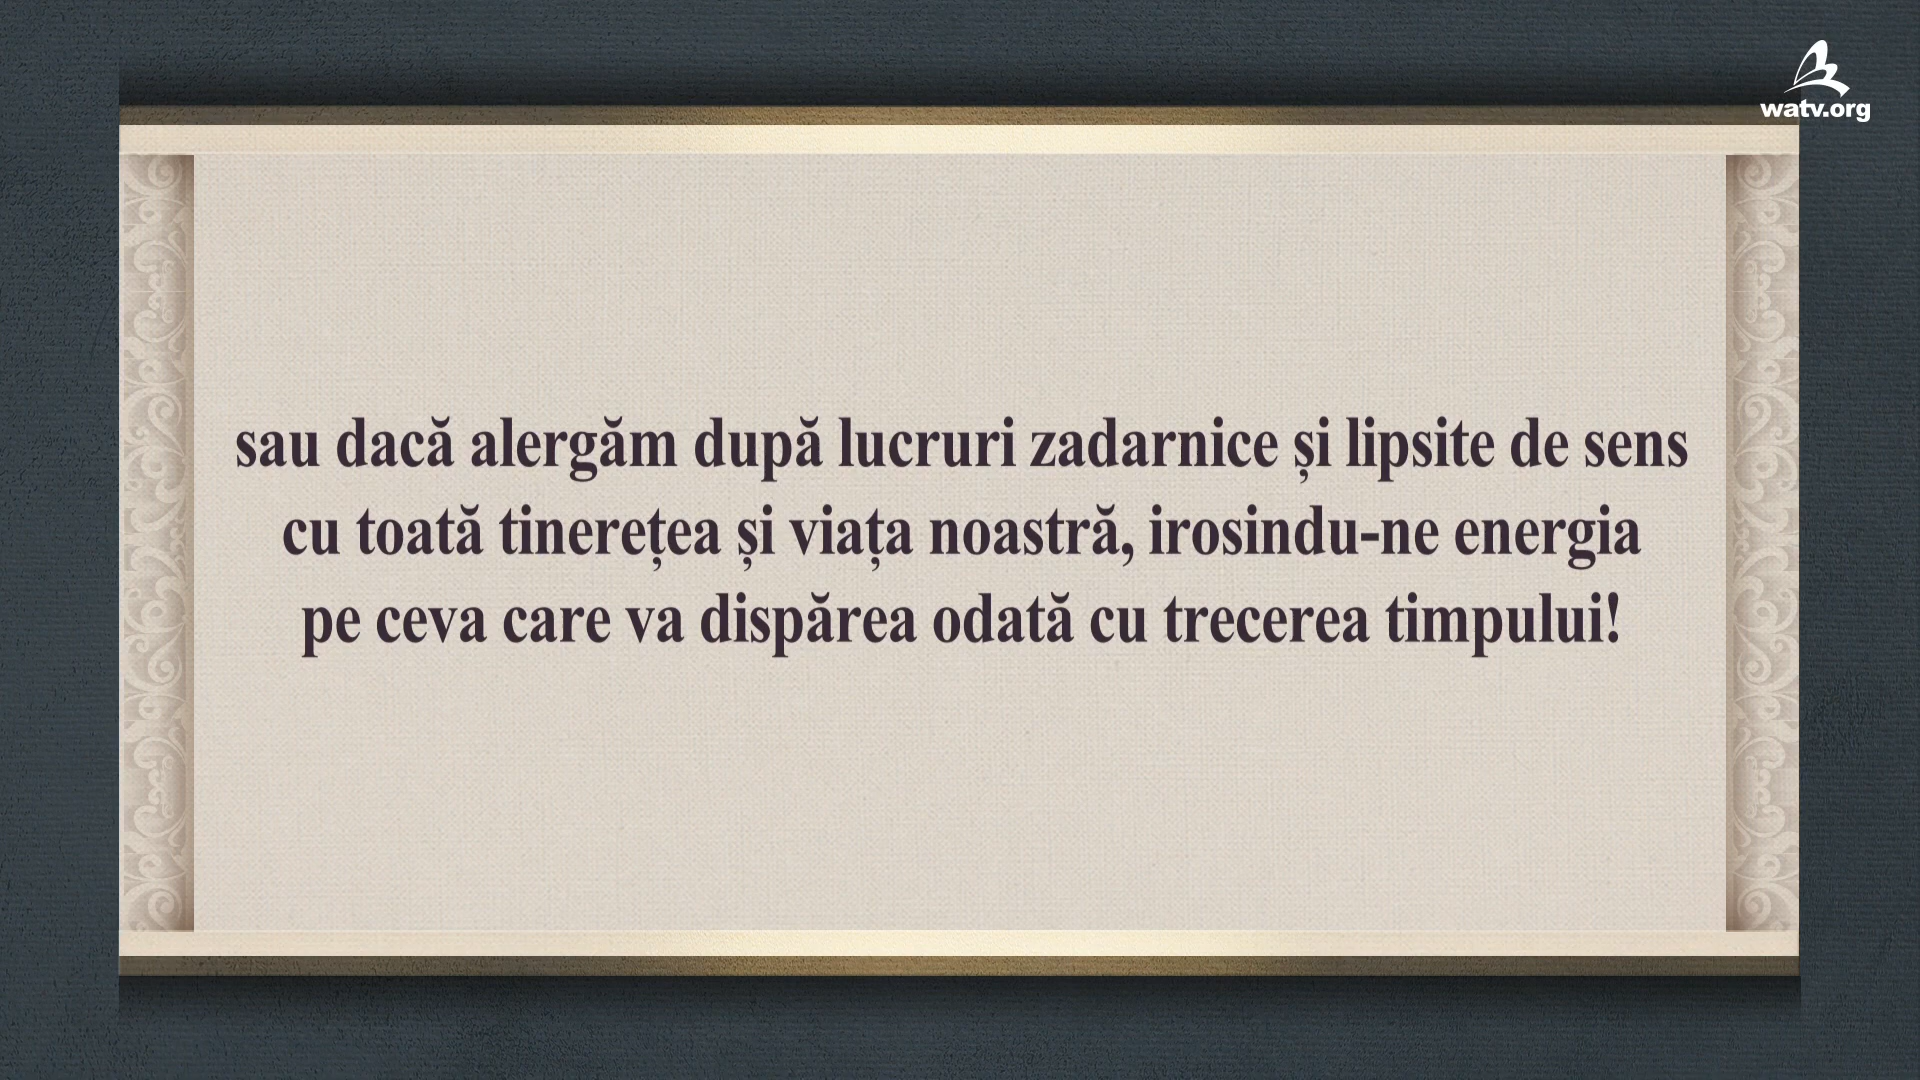 watv.org
sau dacă alergăm după lucruri zadarnice și lipsite de sens
cu toată tinerețea și viața noastră, irosindu-ne energia
pe ceva care va dispărea odată cu trecerea timpului!